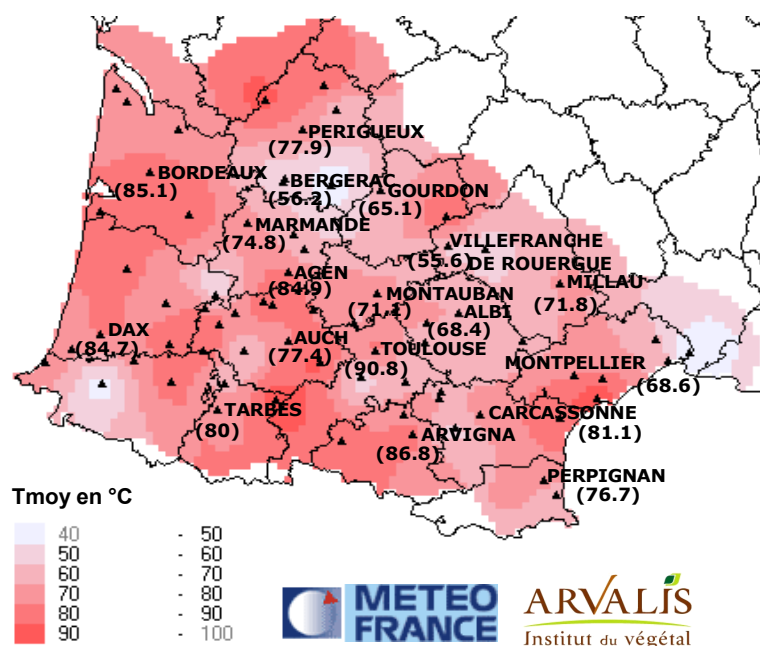 PERIGUEUX
(77.9)
BORDEAUX
(85.1)
BERGERAC
(56.2)
GOURDON
(65.1)
MARMANDE
(74.8)
VILLEFRANCHE
DE ROUERGUE
(55.6)
AGEN
(84.9)
MILLAU
(71.8)
MONTAUBAN
(71.1)
ALBI
(68.4)
DAX
(84.7)
AUCH
(77.4)
TOULOUSE
(90.8)
MONTPELLIER
(68.6)
TARBES
(80)
CARCASSONNE
(81.1)
ARVIGNA
(86.8)
PERPIGNAN
(76.7)
Tmoy en °C
40 - 50
50 - 60
60 - 70
70 - 80
80 - 90
90 - 100
METEO
FRANCE
ARVALIS
Institut du végétal